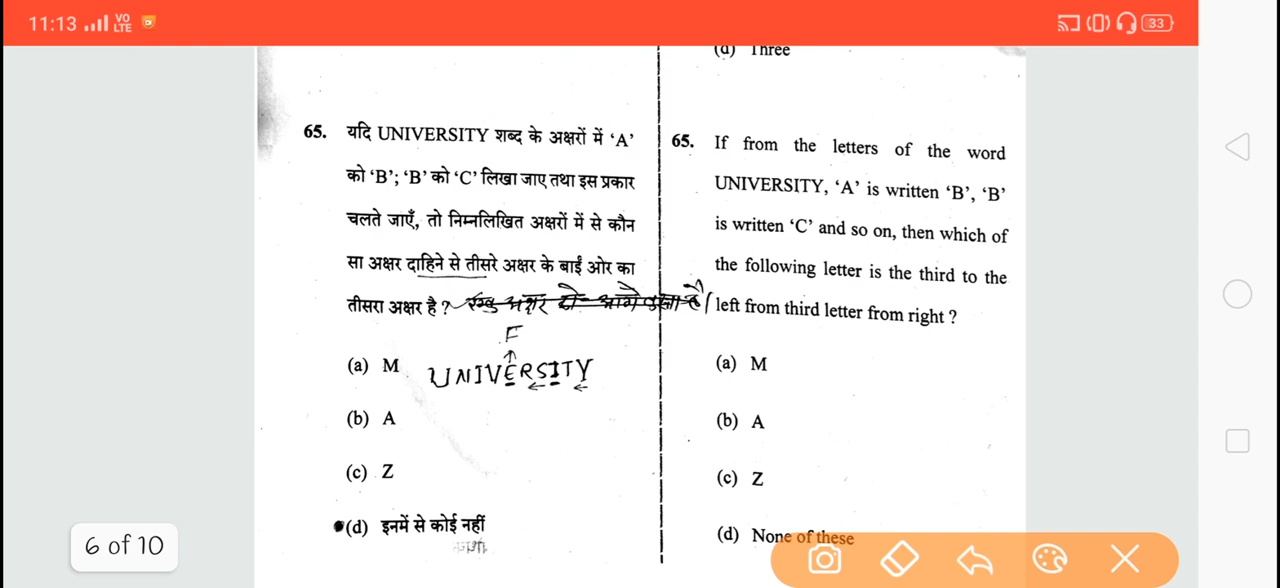 11:13 VO LTE 33
(d) Three
65. यदि UNIVERSITY शब्द के अक्षरों में ‘A’
को ‘B’; ‘B’ को ‘C’ लिखा जाए तथा इस प्रकार
चलते जाएँ, तो निम्नलिखित अक्षरों में से कौन
सा अक्षर दाहिने से तीसरे अक्षर के बाईं ओर का
तीसरा अक्षर है ?
F
(a) M UNIVERSITY
(b) A
(c) Z
(d) इनमें से कोई नहीं
65. If from the letters of the word
UNIVERSITY, ‘A’ is written ‘B’, ‘B’
is written ‘C’ and so on, then which of
the following letter is the third to the
left from third letter from right ?
(a) M
(b) A
(c) Z
(d) None of these
6 of 10